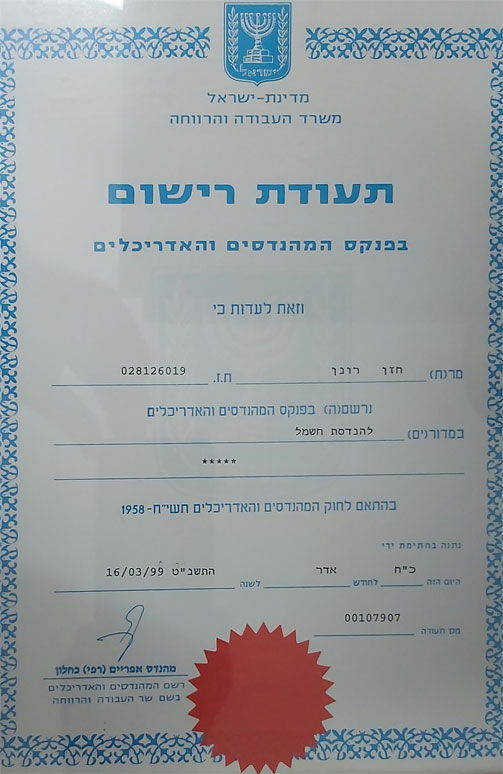 ישראל
מדינת-ישראל
משרד העבודה והרווחה
תעודת רישום
בפנקס המהנדסים והאדריכלים
וזאת לעדות כי
מר(ת) חזן רונן ת.ז. 028126019
נרשם(ה) בפנקס המהנדסים והאדריכלים
במדור(ים) להנדסת חשמל
*****
בהתאם לחוק המהנדסים והאדריכלים תשי"ח-1958
נתנה בחתימת ידי
היום הזה כ"ח לחודש אדר לשנה התשנ"ט 16/03/99
מס תעודה 00107907
מהנדס אפריים (רפי) כחלון
רשם המהנדסים והאדריכלים
בשם שר העבודה והרווחה